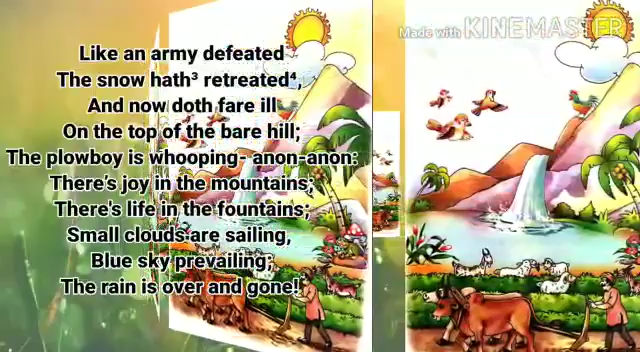 Made with KINEMASTER
Like an army defeated
The snow hath³ retreated⁴,
And now doth fare ill
On the top of the bare hill;
The plowboy is whooping- anon-anon:
There's joy in the mountains;
There's life in the fountains;
Small clouds are sailing,
Blue sky prevailing;
The rain is over and gone!